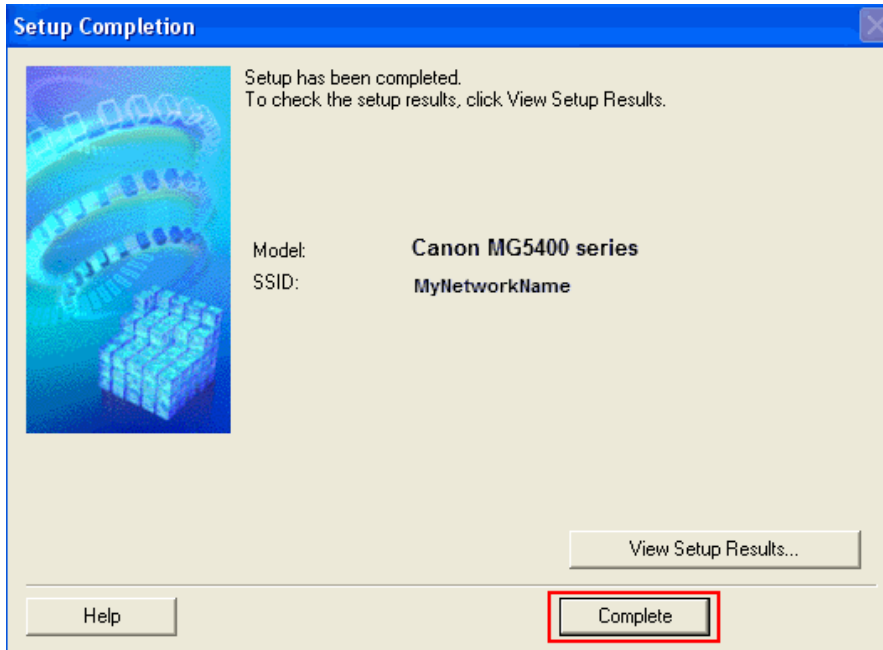 Setup Completion
Setup has been completed.
To check the setup results, click View Setup Results.
Model: Canon MG5400 series
SSID: MyNetworkName
View Setup Results...
Help Complete